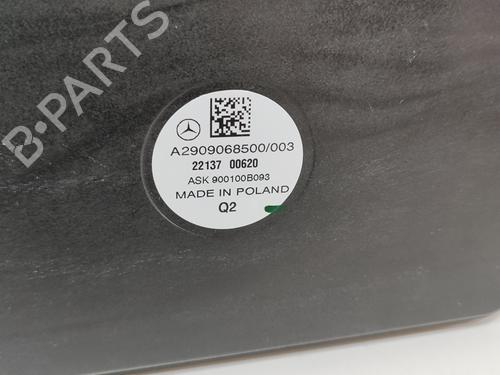 B-PARTS
A2909068500/003
22137 00620
ASK 900100B093
MADE IN POLAND
Q2